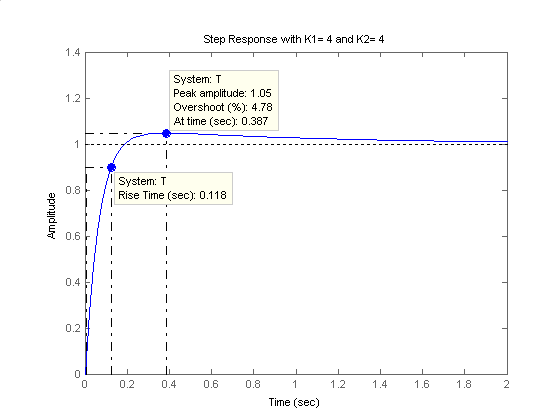 Step Response with K1= 4 and K2= 4
1.4
1.2
1
0.8
0.6
0.4
0.2
0
Amplitude
System: T
Peak amplitude: 1.05
Overshoot (%): 4.78
At time (sec): 0.387
System: T
Rise Time (sec): 0.118
0 0.2 0.4 0.6 0.8 1 1.2 1.4 1.6 1.8 2
Time (sec)